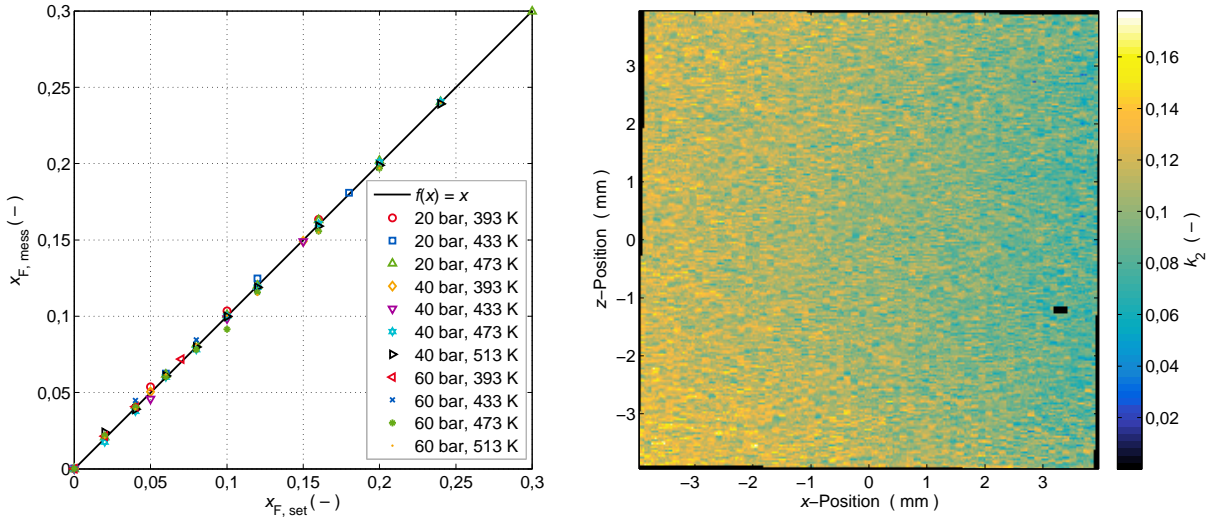 0,3
0,25
0,2
0,15
0,1
0,05
0
x_F, mess (−)
0 0,05 0,1 0,15 0,2 0,25 0,3
x_F, set (−)
f(x) = x
20 bar, 393 K
20 bar, 433 K
20 bar, 473 K
40 bar, 393 K
40 bar, 433 K
40 bar, 473 K
40 bar, 513 K
60 bar, 393 K
60 bar, 433 K
60 bar, 473 K
60 bar, 513 K
3
2
1
0
−1
−2
−3
z−Position (mm)
−3 −2 −1 0 1 2 3
x−Position (mm)
0,16
0,14
0,12
0,1
0,08
0,06
0,04
0,02
k_2 (−)